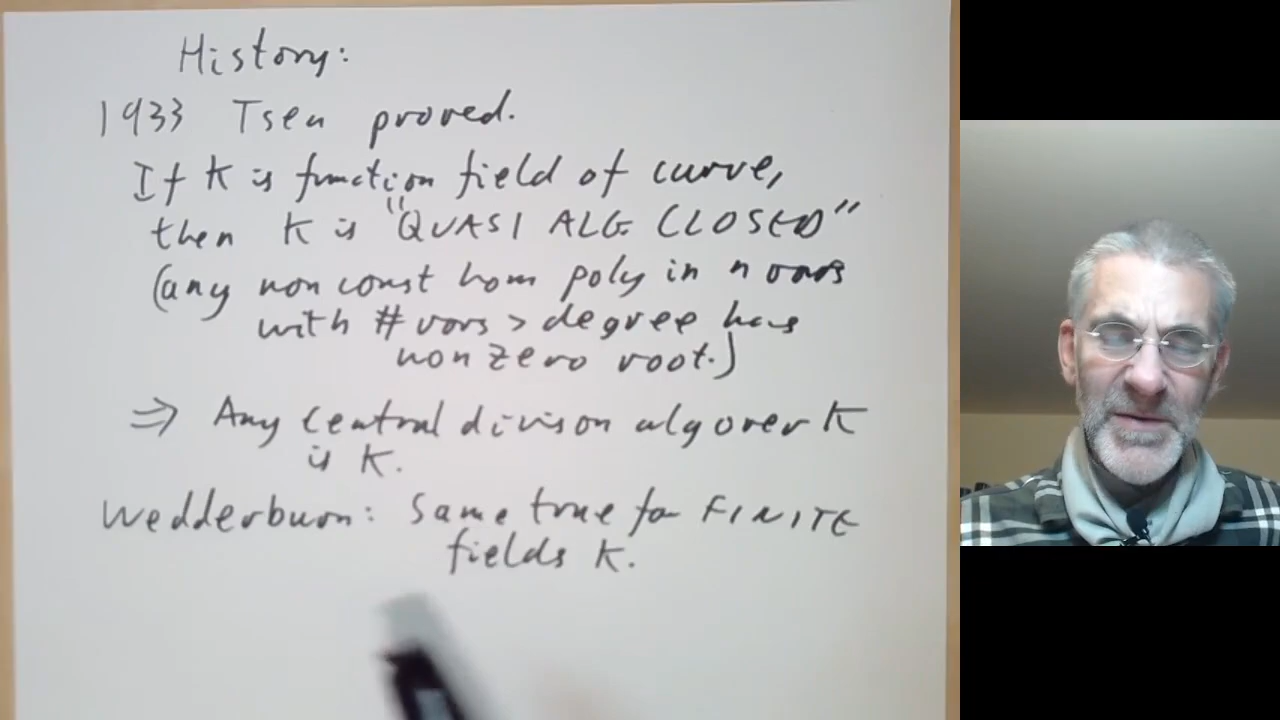 History:
1933 Tsen proved.
If K is function field of curve,
then K is "QUASI ALG CLOSED"
(any non const hom poly in n vars
with # vars > degree has
non zero root.)
⇒ Any central divison alg over K
is K.
Wedderburn: Same true for FINITE
fields K.